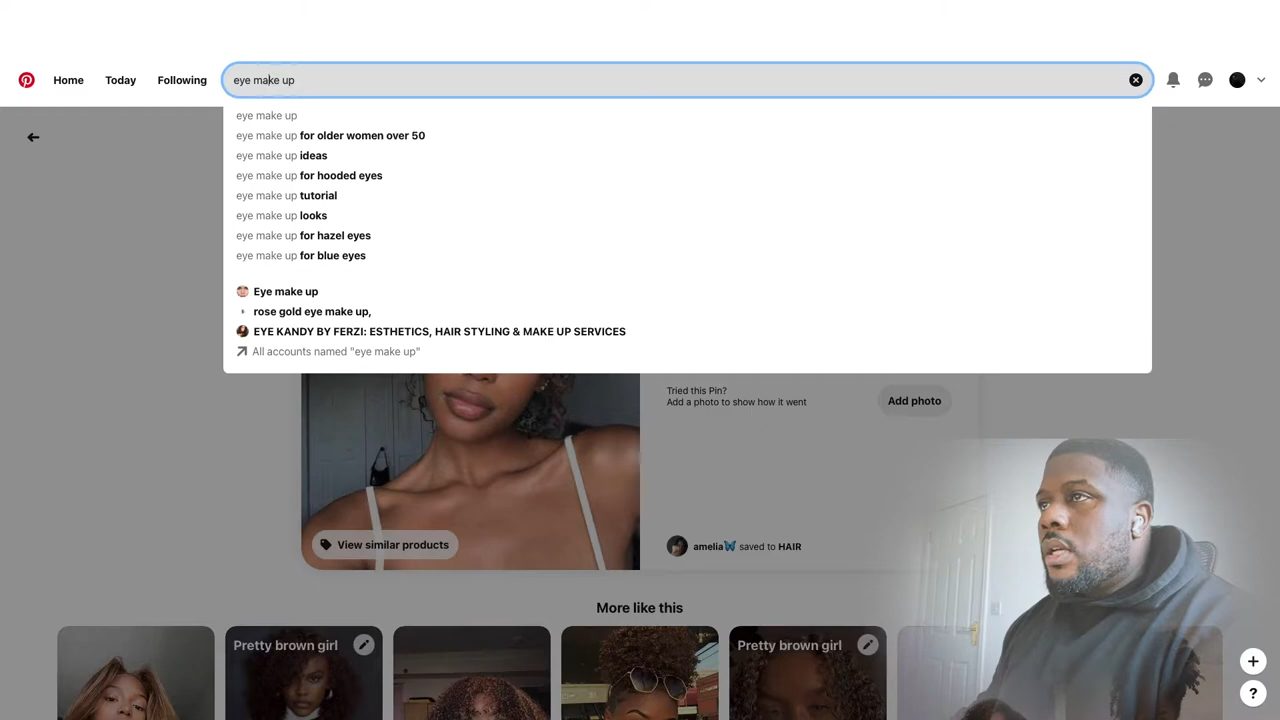 Home Today Following eye make up
eye make up
eye make up for older women over 50
eye make up ideas
eye make up for hooded eyes
eye make up tutorial
eye make up looks
eye make up for hazel eyes
eye make up for blue eyes
Eye make up
rose gold eye make up,
EYE KANDY BY FERZI: ESTHETICS, HAIR STYLING & MAKE UP SERVICES
All accounts named "eye make up"
Tried this Pin?
Add a photo to show how it went
Add photo
View similar products
amelia🦋 saved to HAIR
More like this
Pretty brown girl
Pretty brown girl
?